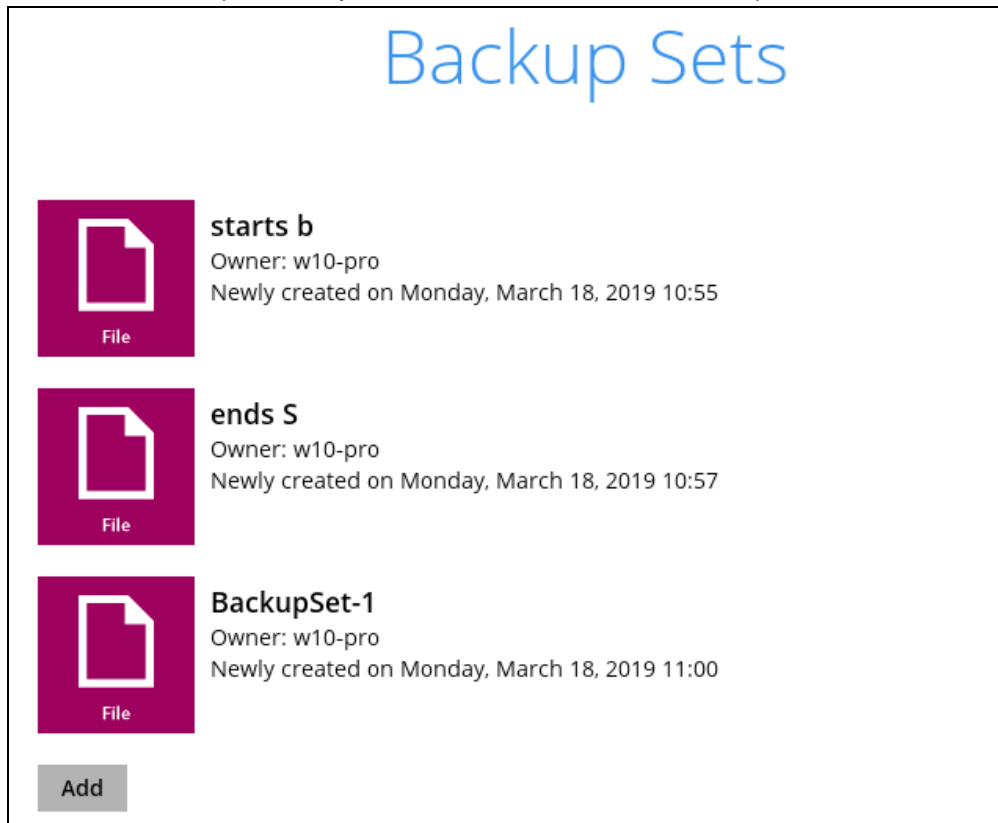 Backup Sets
starts b
Owner: w10-pro
Newly created on Monday, March 18, 2019 10:55
File
ends S
Owner: w10-pro
Newly created on Monday, March 18, 2019 10:57
File
BackupSet-1
Owner: w10-pro
Newly created on Monday, March 18, 2019 11:00
File
Add